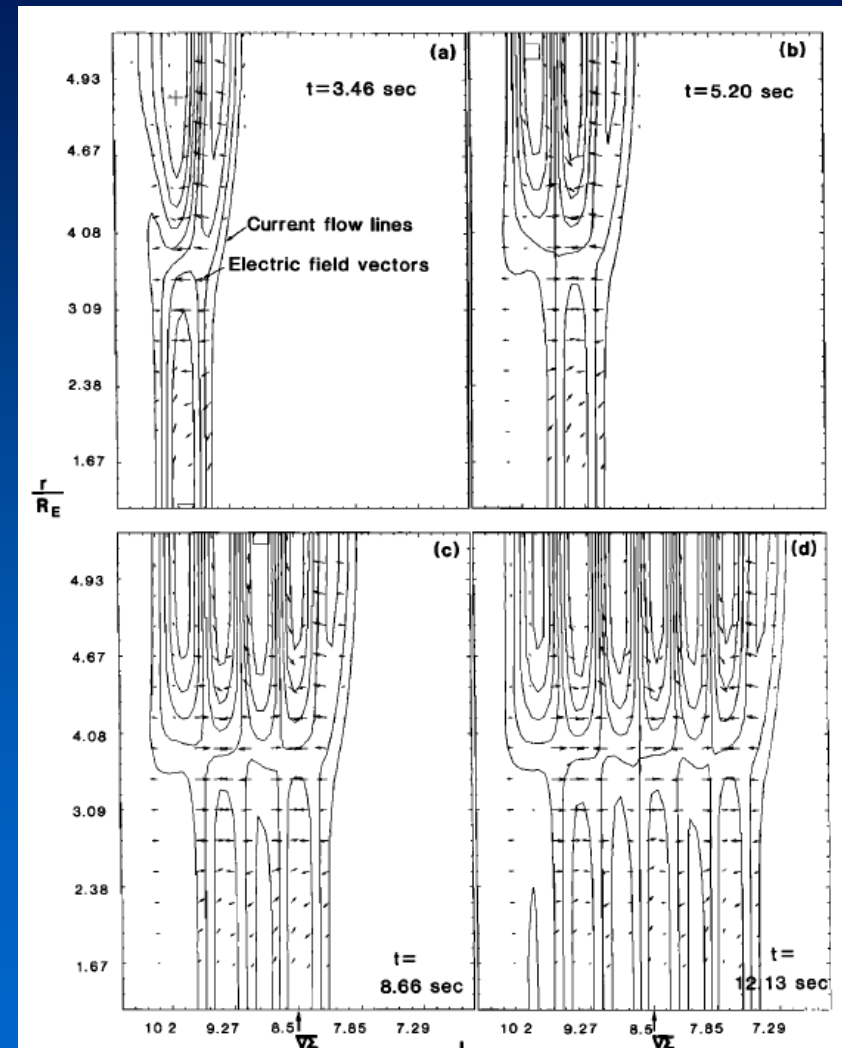 (a)
t=3.46 sec
(b)
t=5.20 sec
4.93
4.67
4.08
3.09
2.38
1.67
Current flow lines
Electric field vectors
r
R_E
(c)
t=
8.66 sec
(d)
t=
12.13 sec
4.93
4.67
4.08
3.09
2.38
1.67
10 2 9.27 8.5 7.85 7.29
10 2 9.27 8.5 7.85 7.29
∇Σ
∇Σ